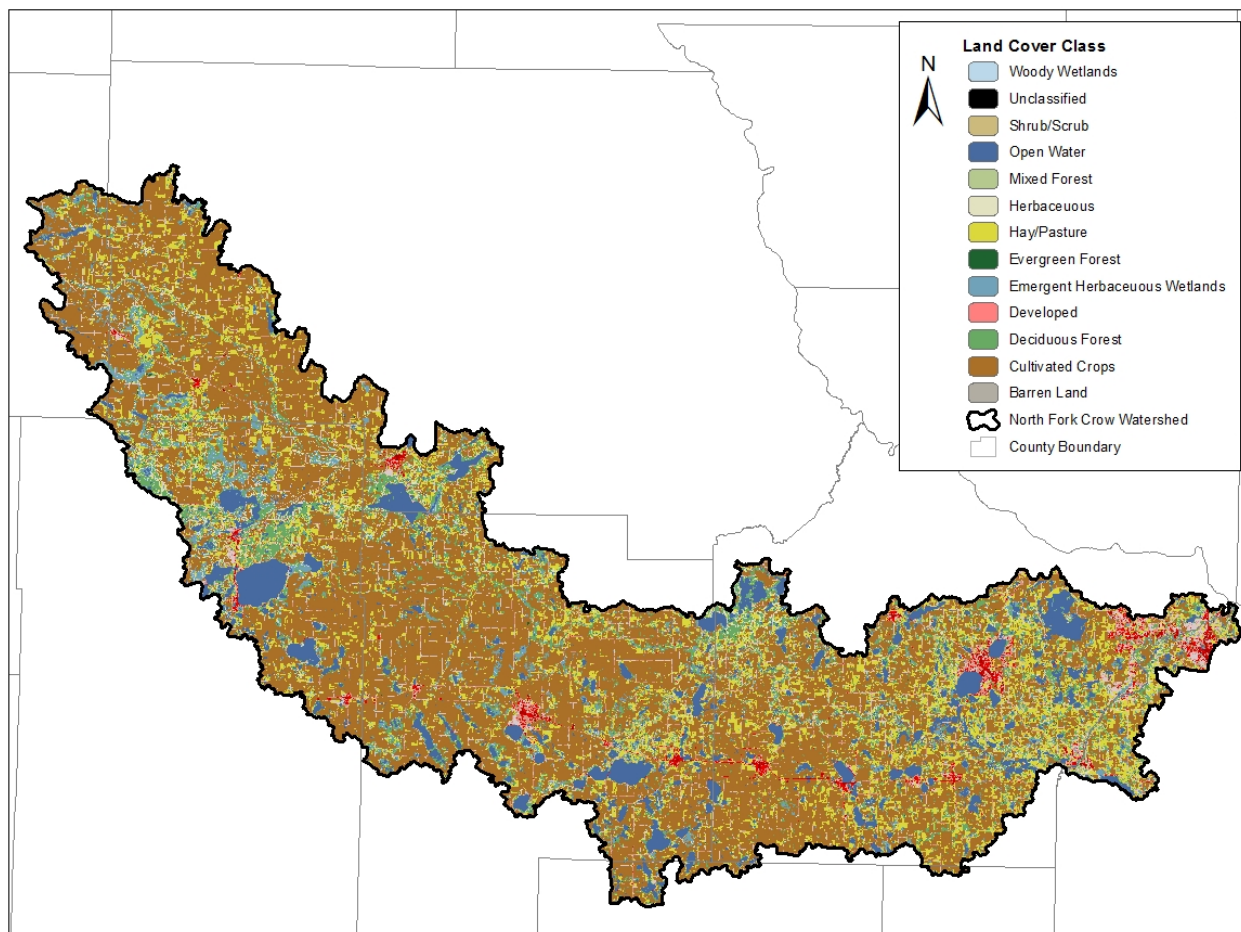 Land Cover Class
N
Woody Wetlands
Unclassified
Shrub/Scrub
Open Water
Mixed Forest
Herbaceuous
Hay/Pasture
Evergreen Forest
Emergent Herbaceuous Wetlands
Developed
Deciduous Forest
Cultivated Crops
Barren Land
North Fork Crow Watershed
County Boundary